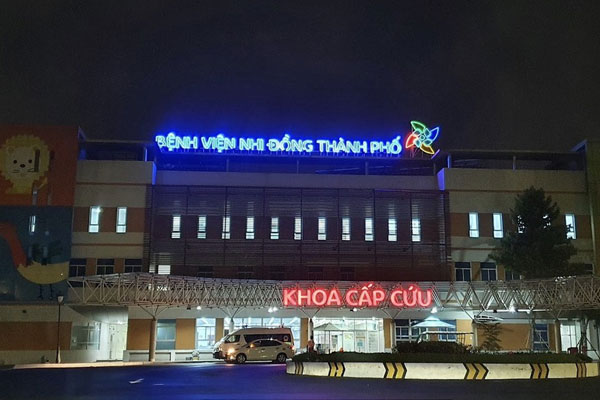 BỆNH VIỆN NHI ĐỒNG THÀNH PHỐ
KHOA CẤP CỨU